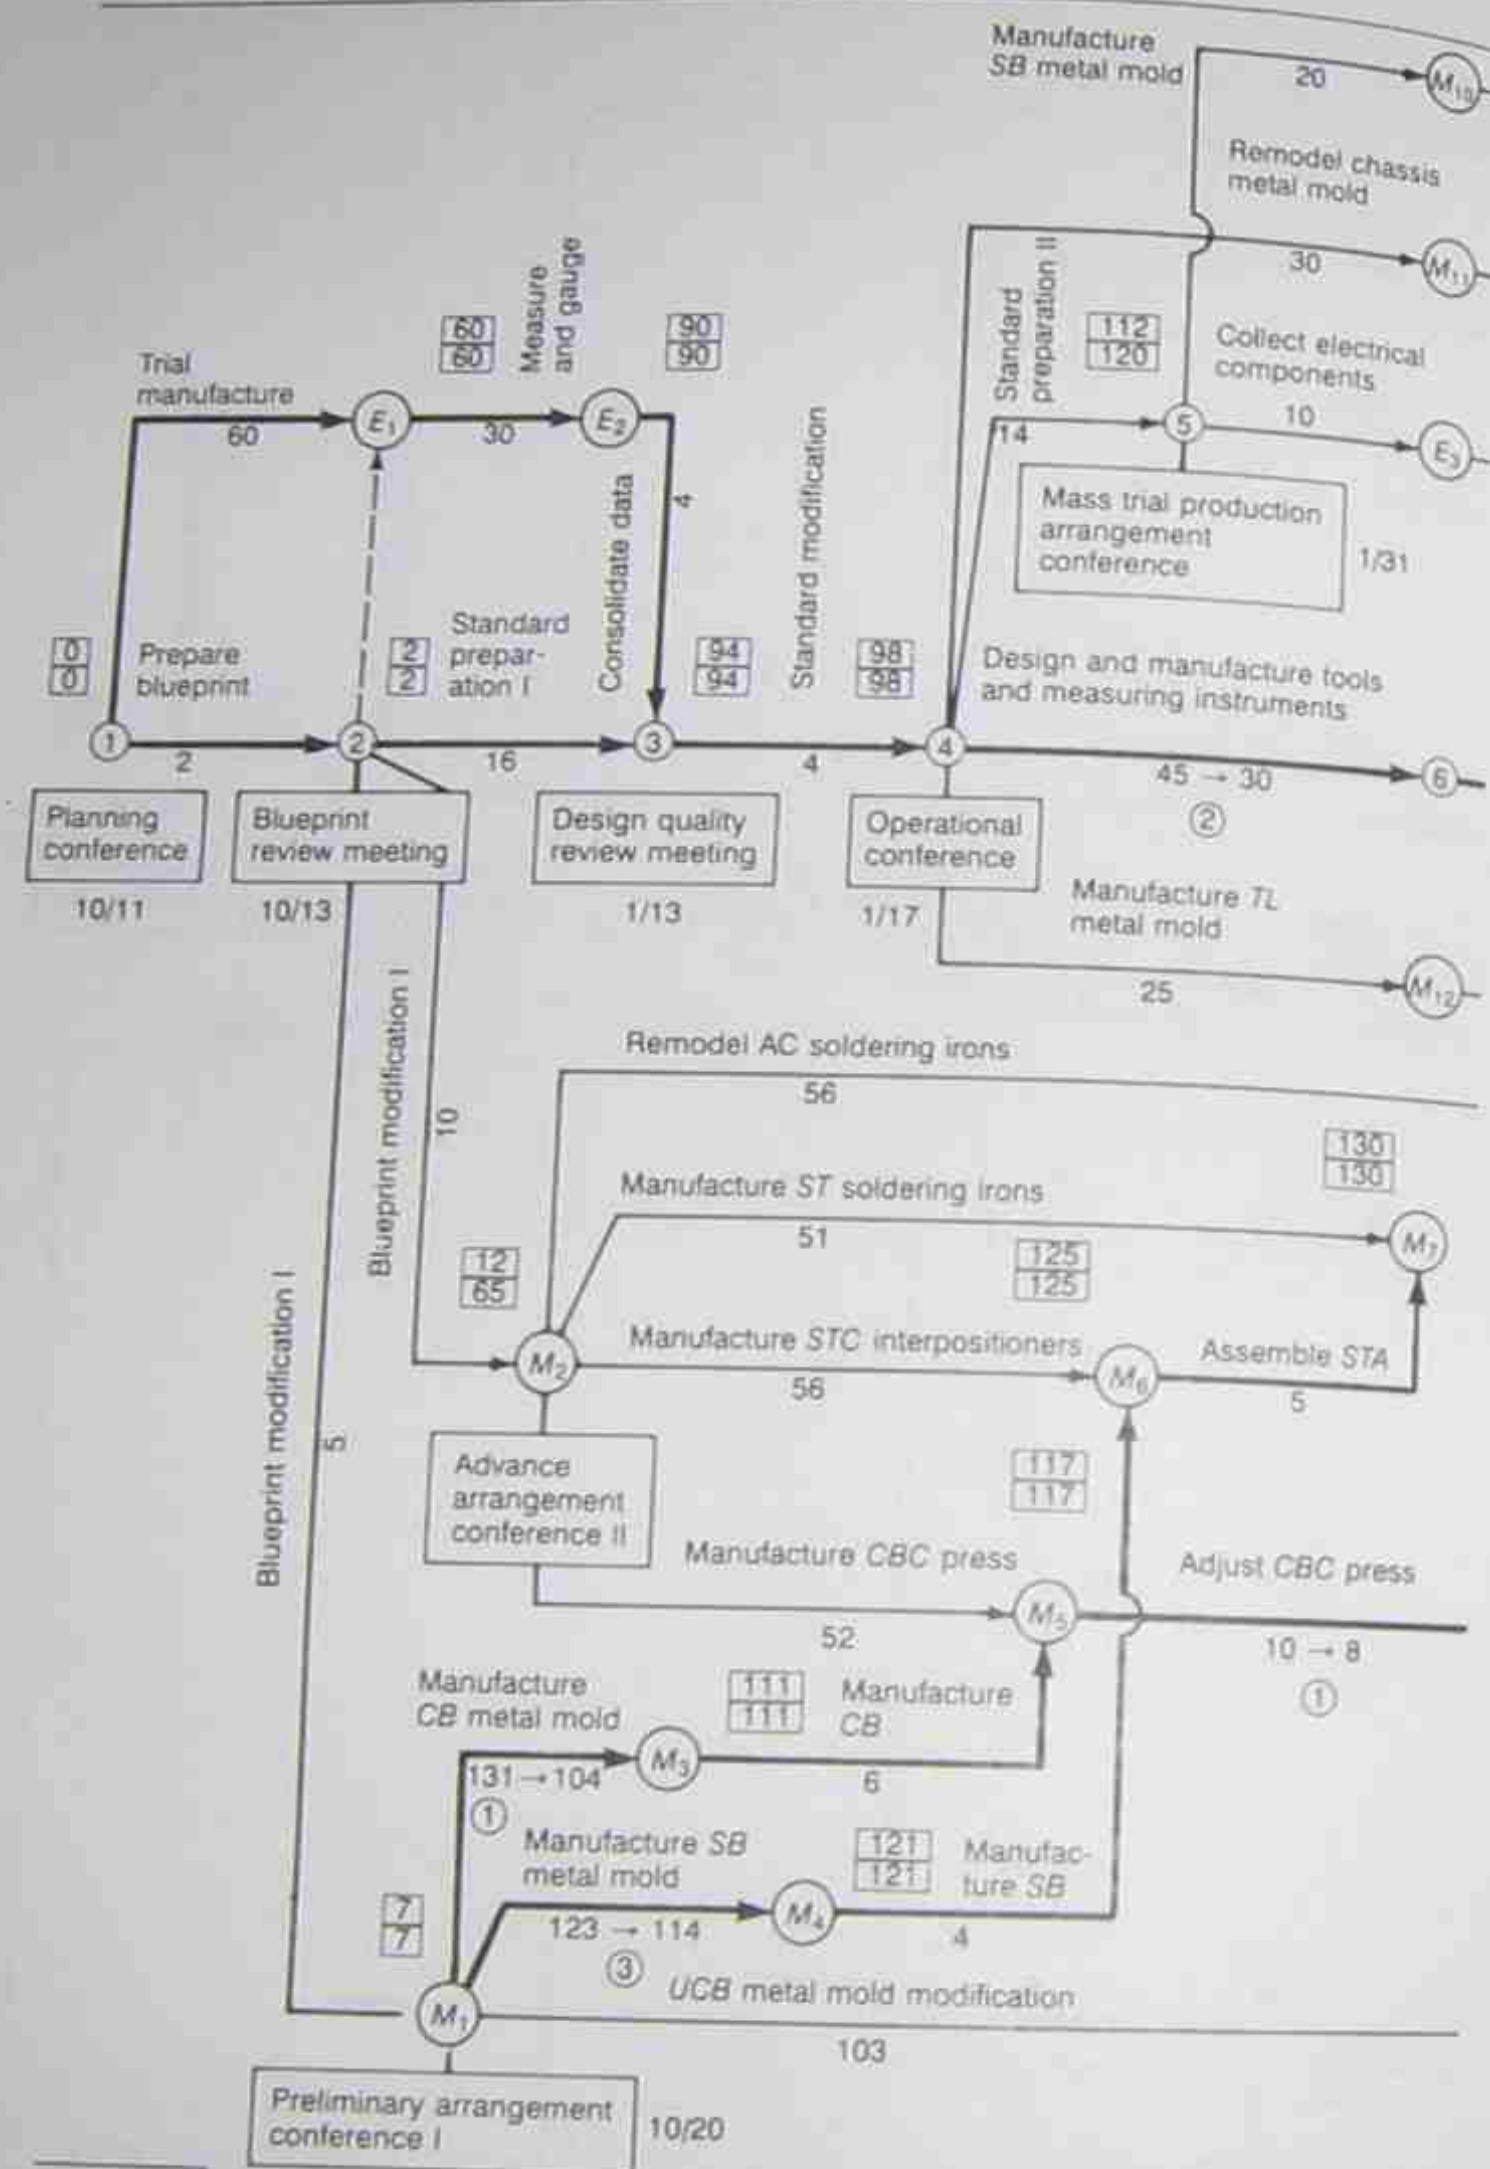 Manufacture
SB metal mold
20
M10
Remodel chassis
metal mold
30
M11
Standard
preparation II
14
112
120
5
Collect electrical
components
10
E3
Mass trial production
arrangement
conference
1/31
Trial
manufacture
60
E1
60
60
Measure
and gauge
30
E2
90
90
Consolidate data
4
Standard modification
0
0
Prepare
blueprint
2
2
Standard
prepar-
ation I
94
94
98
98
Design and manufacture tools
and measuring instruments
1
2
2
16
3
4
4
45 → 30
②
6
Planning
conference
10/11
Blueprint
review meeting
10/13
Design quality
review meeting
1/13
Operational
conference
1/17
Manufacture TL
metal mold
25
M12
Blueprint modification I
10
Remodel AC soldering irons
56
130
130
Manufacture ST soldering irons
51
M7
12
65
125
125
M2
Manufacture STC interpositioners
56
M6
Assemble STA
5
Blueprint modification I
5
Advance
arrangement
conference II
117
117
Manufacture CBC press
52
M5
Adjust CBC press
10 → 8
①
Manufacture
CB metal mold
131 → 104
①
M3
111
111
Manufacture
CB
6
Manufacture SB
metal mold
123 → 114
③
M4
121
121
Manufac-
ture SB
4
7
7
M1
UCB metal mold modification
103
Preliminary arrangement
conference I
10/20